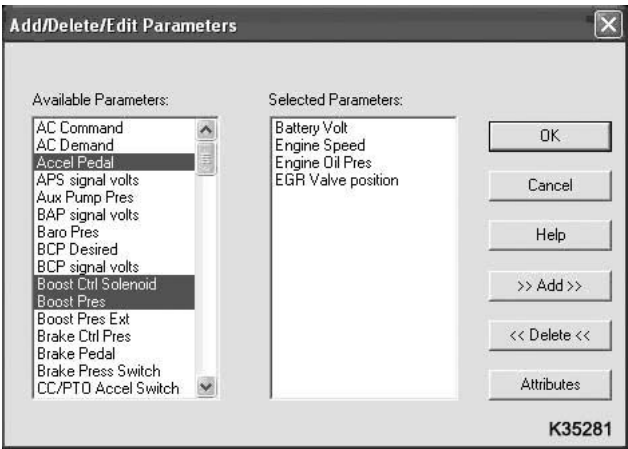 Add/Delete/Edit Parameters
Available Parameters:
AC Command
AC Demand
Accel Pedal
APS signal volts
Aux Pump Pres
BAP signal volts
Baro Pres
BCP Desired
BCP signal volts
Boost Ctrl Solenoid
Boost Pres
Boost Pres Ext
Brake Ctrl Pres
Brake Pedal
Brake Press Switch
CC/PTO Accel Switch
Selected Parameters:
Battery Volt
Engine Speed
Engine Oil Pres
EGR Valve position
OK
Cancel
Help
>> Add >>
<< Delete <<
Attributes
K35281